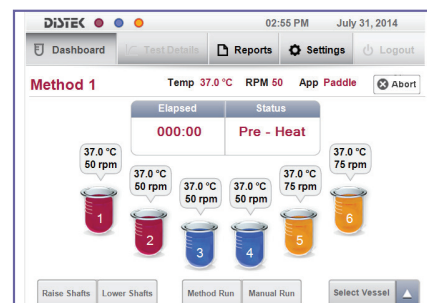 DISTEK 02:55 PM July 31, 2014
Dashboard Test Details Reports Settings Logout
Method 1 Temp 37.0 °C RPM 50 App Paddle Abort
Elapsed Status
000:00 Pre - Heat
37.0 °C
50 rpm
1
37.0 °C
50 rpm
2
37.0 °C
50 rpm
3
37.0 °C
50 rpm
4
37.0 °C
75 rpm
5
37.0 °C
75 rpm
6
Raise Shafts Lower Shafts Method Run Manual Run Select Vessel